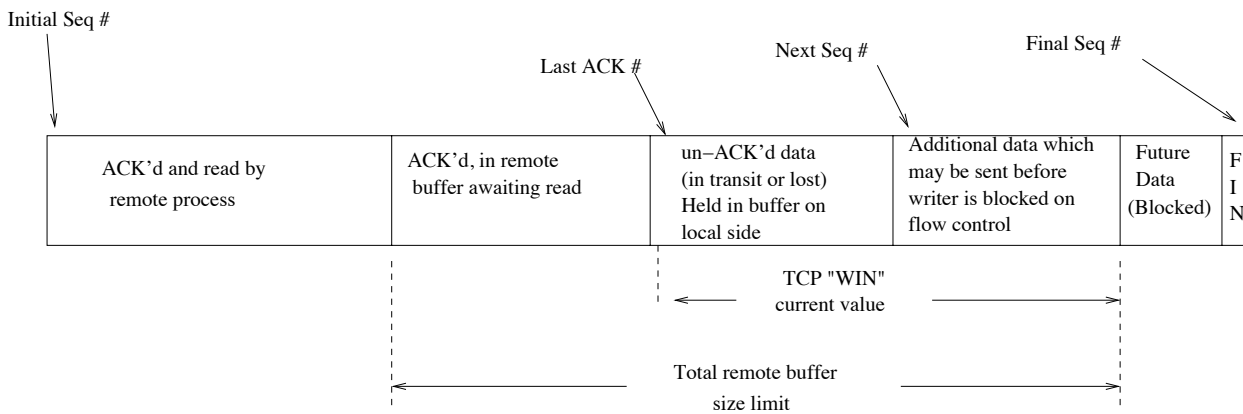 Initial Seq #
Last ACK #
Next Seq #
Final Seq #
ACK'd and read by
remote process
ACK'd, in remote
buffer awaiting read
un−ACK'd data
(in transit or lost)
Held in buffer on
local side
Additional data which
may be sent before
writer is blocked on
flow control
Future
Data
(Blocked)
F
I
N
TCP "WIN"
current value
Total remote buffer
size limit